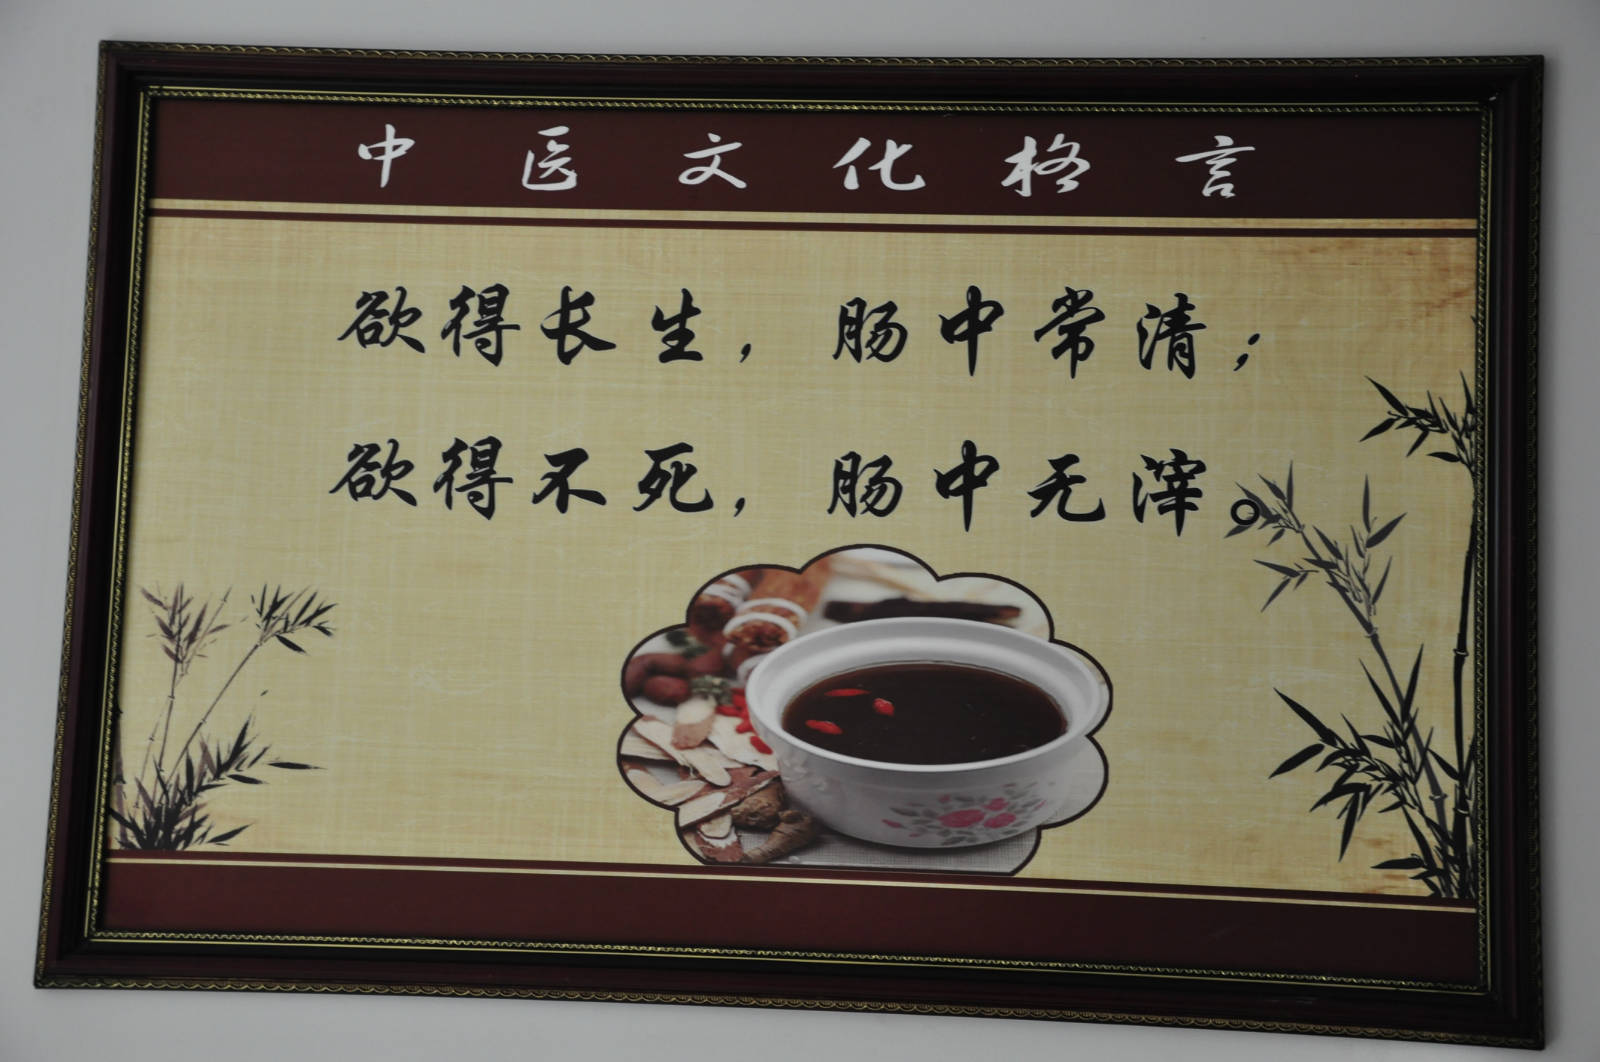 中医文化格言
欲得长生，肠中常清；
欲得不死，肠中无滓。